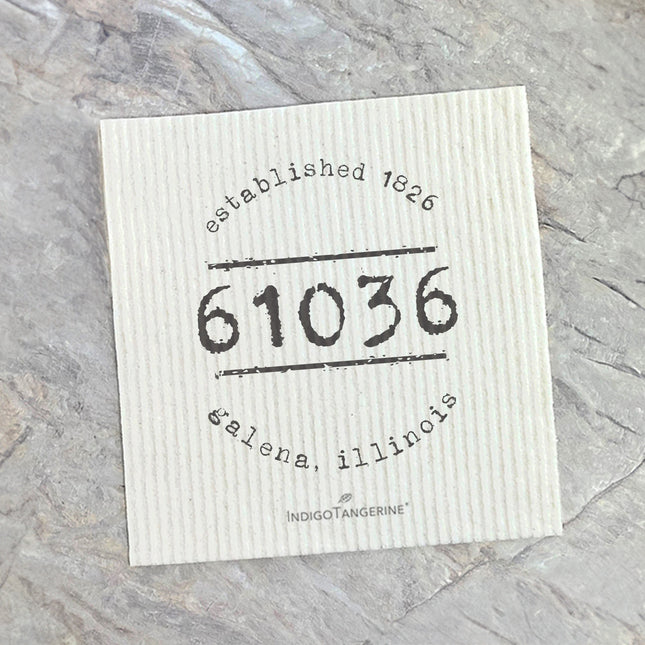 established 1826
61036
galena, illinois
INDIGOTANGERINE®